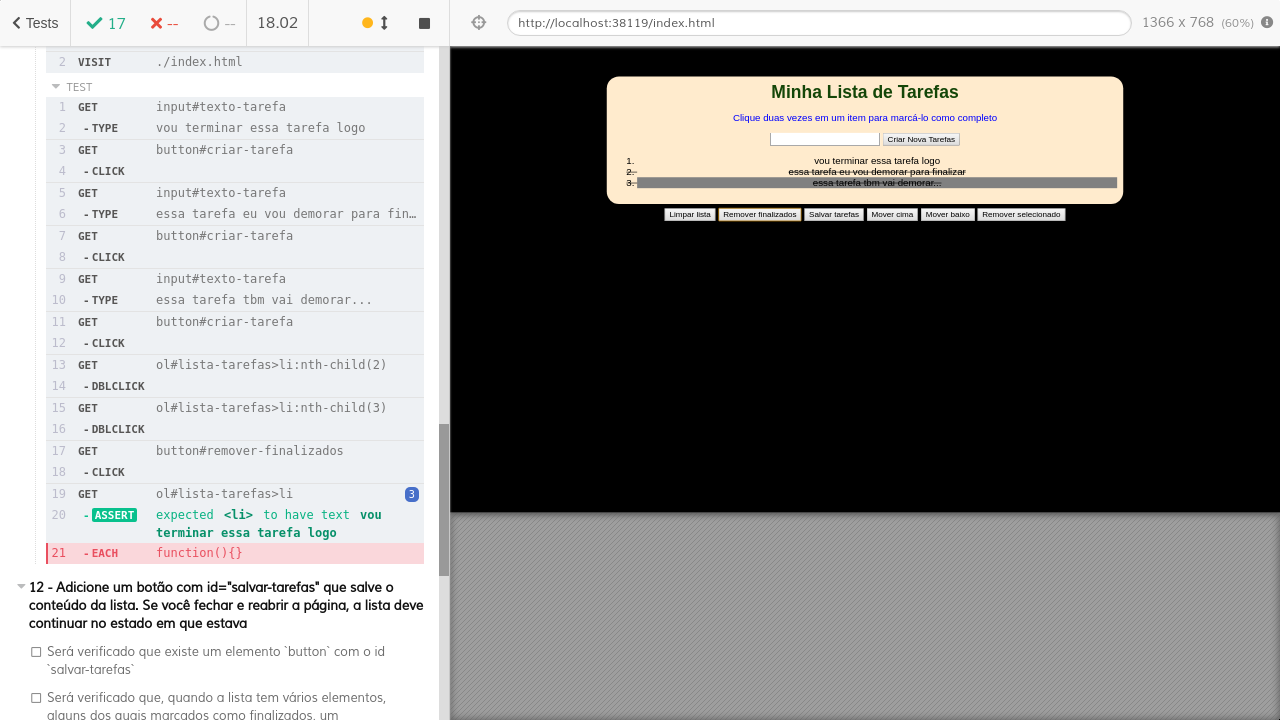 Tests 17 -- -- 18.02 http://localhost:38119/index.html 1366 x 768 (60%)
2 VISIT ./index.html
TEST
1 GET input#texto-tarefa
2 - TYPE vou terminar essa tarefa logo
3 GET button#criar-tarefa
4 - CLICK
5 GET input#texto-tarefa
6 - TYPE essa tarefa eu vou demorar para fin…
7 GET button#criar-tarefa
8 - CLICK
9 GET input#texto-tarefa
10 - TYPE essa tarefa tbm vai demorar...
11 GET button#criar-tarefa
12 - CLICK
13 GET ol#lista-tarefas>li:nth-child(2)
14 - DBLCLICK
15 GET ol#lista-tarefas>li:nth-child(3)
16 - DBLCLICK
17 GET button#remover-finalizados
18 - CLICK
19 GET ol#lista-tarefas>li 3
20 - ASSERT expected <li> to have text vou
terminar essa tarefa logo
21 - EACH function(){}
12 - Adicione um botão com id="salvar-tarefas" que salve o
conteúdo da lista. Se você fechar e reabrir a página, a lista deve
continuar no estado em que estava
Será verificado que existe um elemento `button` com o id
`salvar-tarefas`
Será verificado que, quando a lista tem vários elementos,
alguns dos quais marcados como finalizados, um
Minha Lista de Tarefas
Clique duas vezes em um item para marcá-lo como completo
Criar Nova Tarefas
1. vou terminar essa tarefa logo
2. essa tarefa eu vou demorar para finalizar
3. essa tarefa tbm vai demorar...
Limpar lista Remover finalizados Salvar tarefas Mover cima Mover baixo Remover selecionado